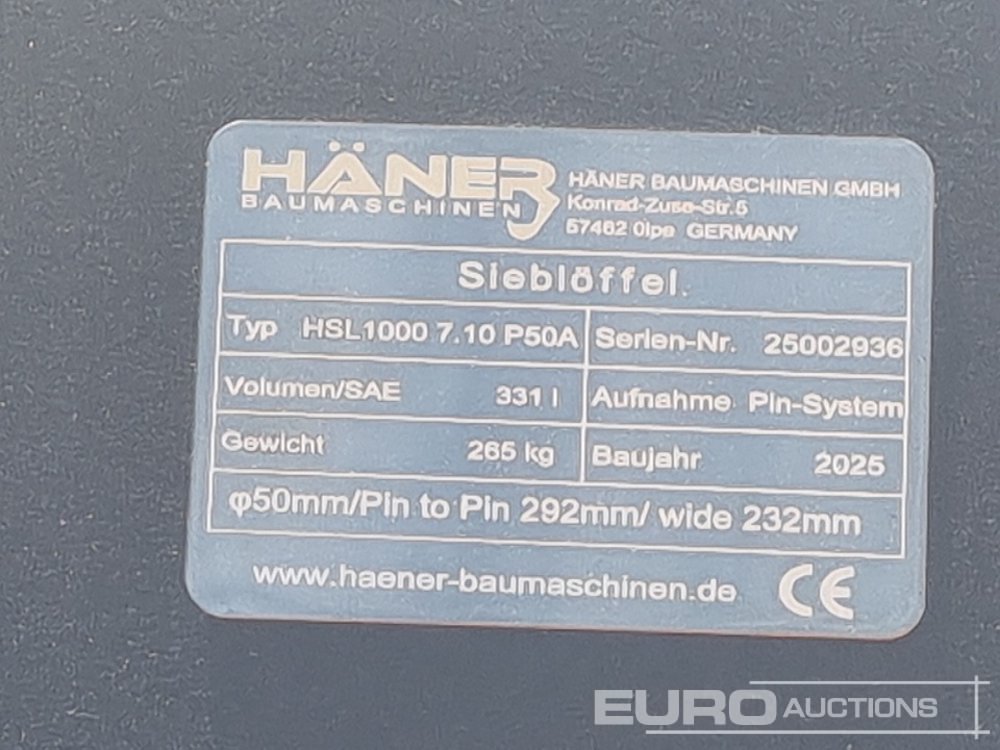 HÄNER
BAUMASCHINEN
HÄNER BAUMASCHINEN GMBH
Konrad-Zuse-Str.5
57462 Olpe GERMANY
Sieblöffel.
Typ HSL1000 7.10 P50A Serien-Nr. 25002936
Volumen/SAE 331 l Aufnahme Pin-System
Gewicht 265 kg Baujahr 2025
φ50mm/Pin to Pin 292mm/ wide 232mm
www.haener-baumaschinen.de CE
EURO AUCTIONS